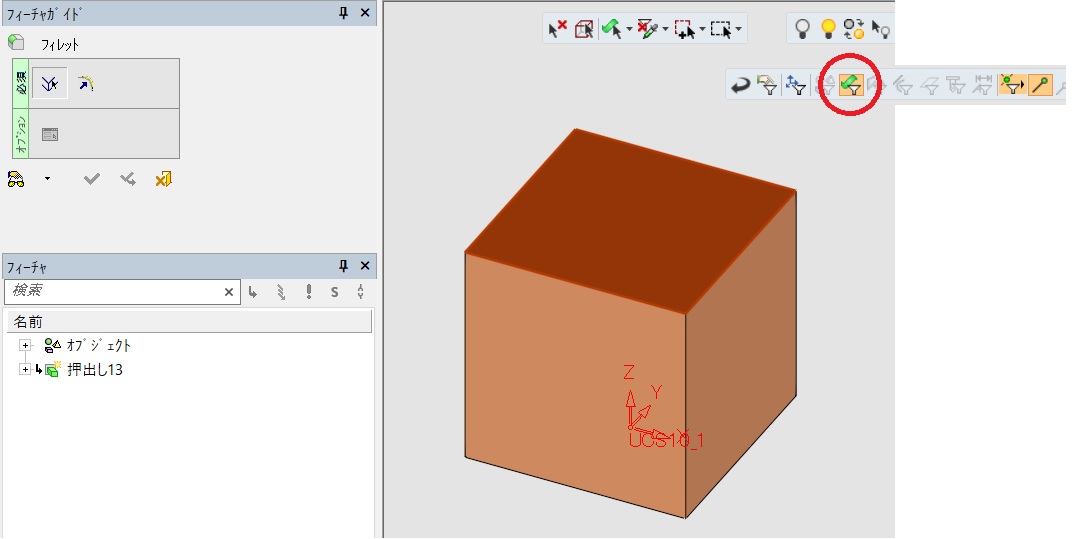 フィーチャガイド
フィレット
必須
オプション
フィーチャ
検索
S
名前
オブジェクト
押出し13
Z
Y
X
UCS10_1